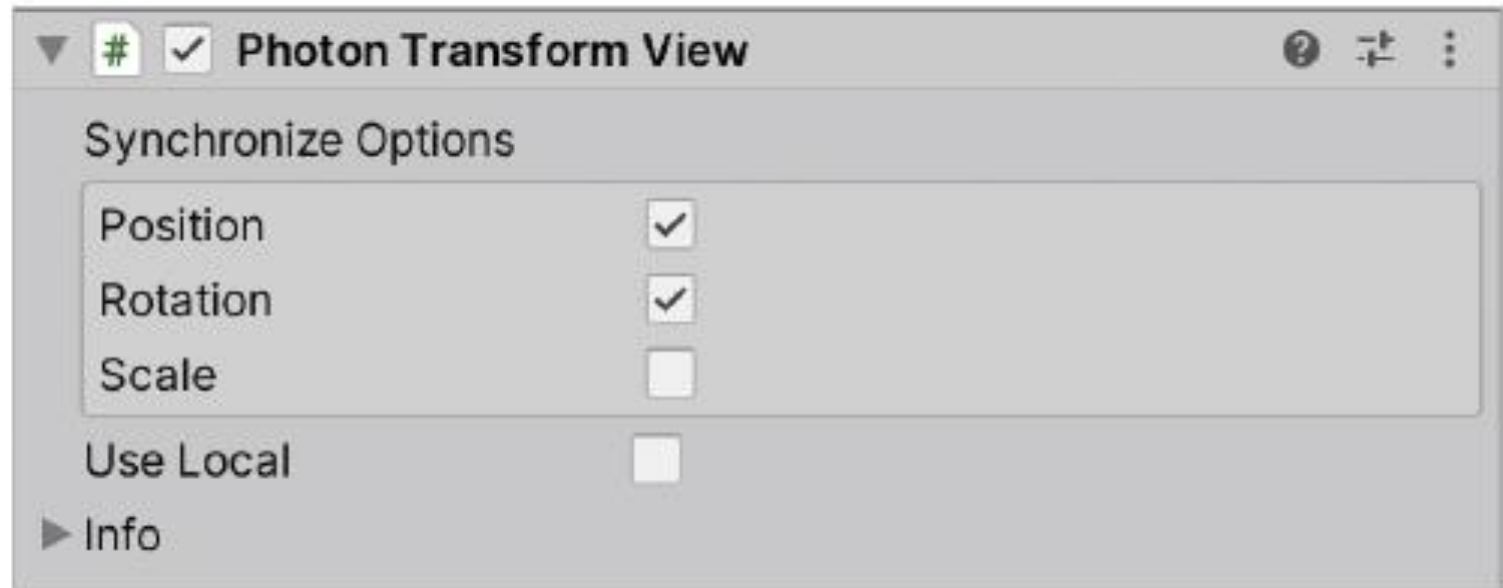 # Photon Transform View
Synchronize Options
Position
Rotation
Scale
Use Local
Info